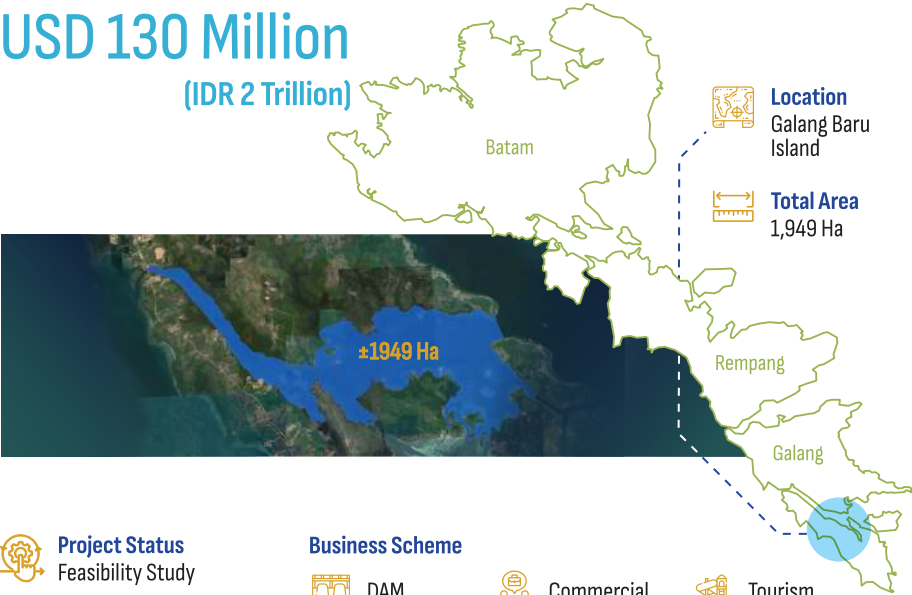 USD 130 Million
(IDR 2 Trillion)
Location
Galang Baru
Island
Batam
Total Area
1,949 Ha
±1949 Ha
Rempang
Galang
Project Status
Feasibility Study
Business Scheme
DAM
Commercial
Tourism